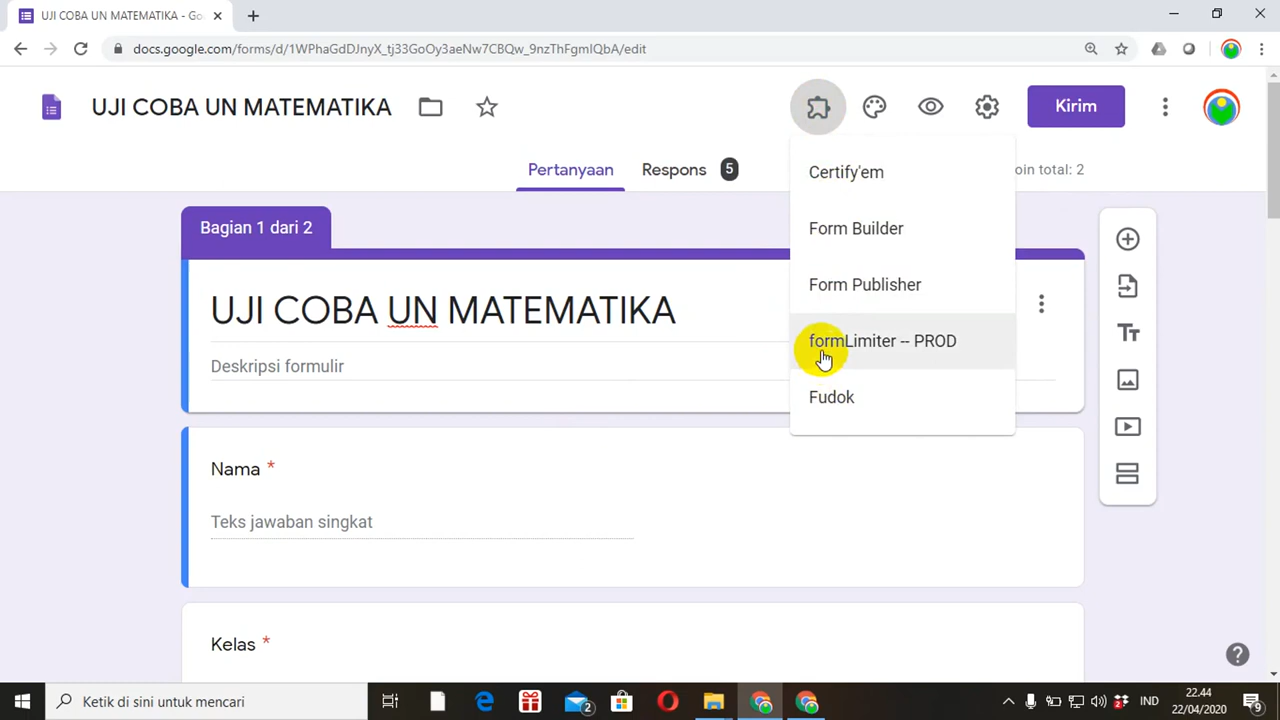 UJI COBA UN MATEMATIKA - Go
docs.google.com/forms/d/1WPhaGdDJnyX_tj33GoOy3aeNw7CBQw_9nzThFgmIQbA/edit
UJI COBA UN MATEMATIKA
Kirim
Pertanyaan
Respons 5
oin total: 2
Certify'em
Form Builder
Form Publisher
formLimiter -- PROD
Fudok
Bagian 1 dari 2
UJI COBA UN MATEMATIKA
Deskripsi formulir
Nama *
Teks jawaban singkat
Kelas *
Ketik di sini untuk mencari
2
2
IND
22.44
22/04/2020
9